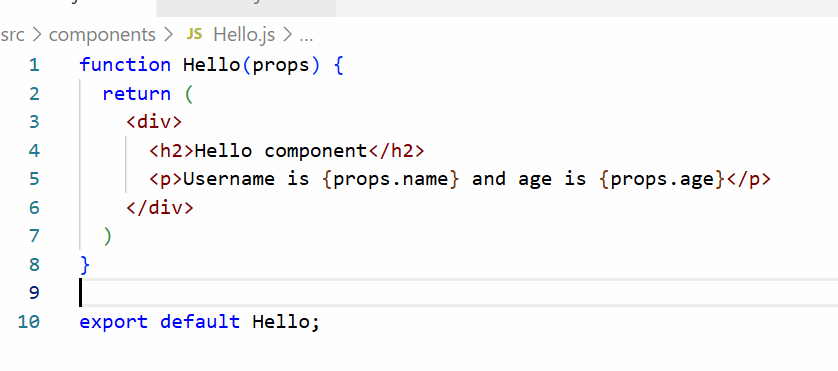 src > components > JS Hello.js > ...
1 function Hello(props) {
2   return (
3     <div>
4       <h2>Hello component</h2>
5       <p>Username is {props.name} and age is {props.age}</p>
6     </div>
7   )
8 }
9
10 export default Hello;